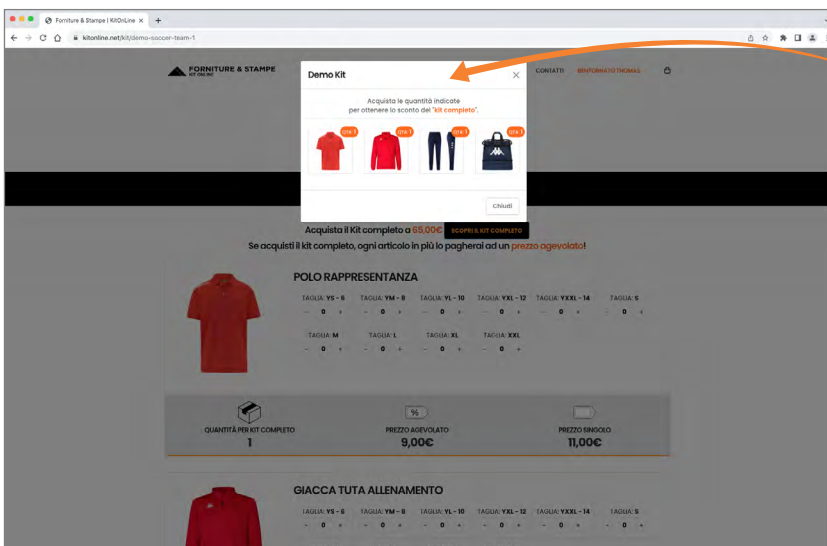 Forniture & Stampe | KitOnLine
kitonline.net/kit/demo-soccer-team-1
FORNITURE & STAMPE
KIT ONLINE
CONTATTI
BENTORNATO THOMAS
Demo Kit
Acquista le quantità indicate
per ottenere lo sconto del "kit completo".
QTA: 1 QTA: 1 QTA: 1 QTA: 1
Chiudi
Acquista il Kit completo a 65,00€ SCOPRI IL KIT COMPLETO
Se acquisti il kit completo, ogni articolo in più lo pagherai ad un prezzo agevolato!
POLO RAPPRESENTANZA
TAGLIA: YS - 6 TAGLIA: YM - 8 TAGLIA: YL - 10 TAGLIA: YXL - 12 TAGLIA: YXXL - 14 TAGLIA: S
- 0 + - 0 + - 0 + - 0 + - 0 + - 0 +
TAGLIA: M TAGLIA: L TAGLIA: XL TAGLIA: XXL
- 0 + - 0 + - 0 + - 0 +
%
QUANTITÀ PER KIT COMPLETO PREZZO AGEVOLATO PREZZO SINGOLO
1 9,00€ 11,00€
GIACCA TUTA ALLENAMENTO
TAGLIA: YS - 6 TAGLIA: YM - 8 TAGLIA: YL - 10 TAGLIA: YXL - 12 TAGLIA: YXXL - 14 TAGLIA: S
- 0 + - 0 + - 0 + - 0 + - 0 + - 0 +